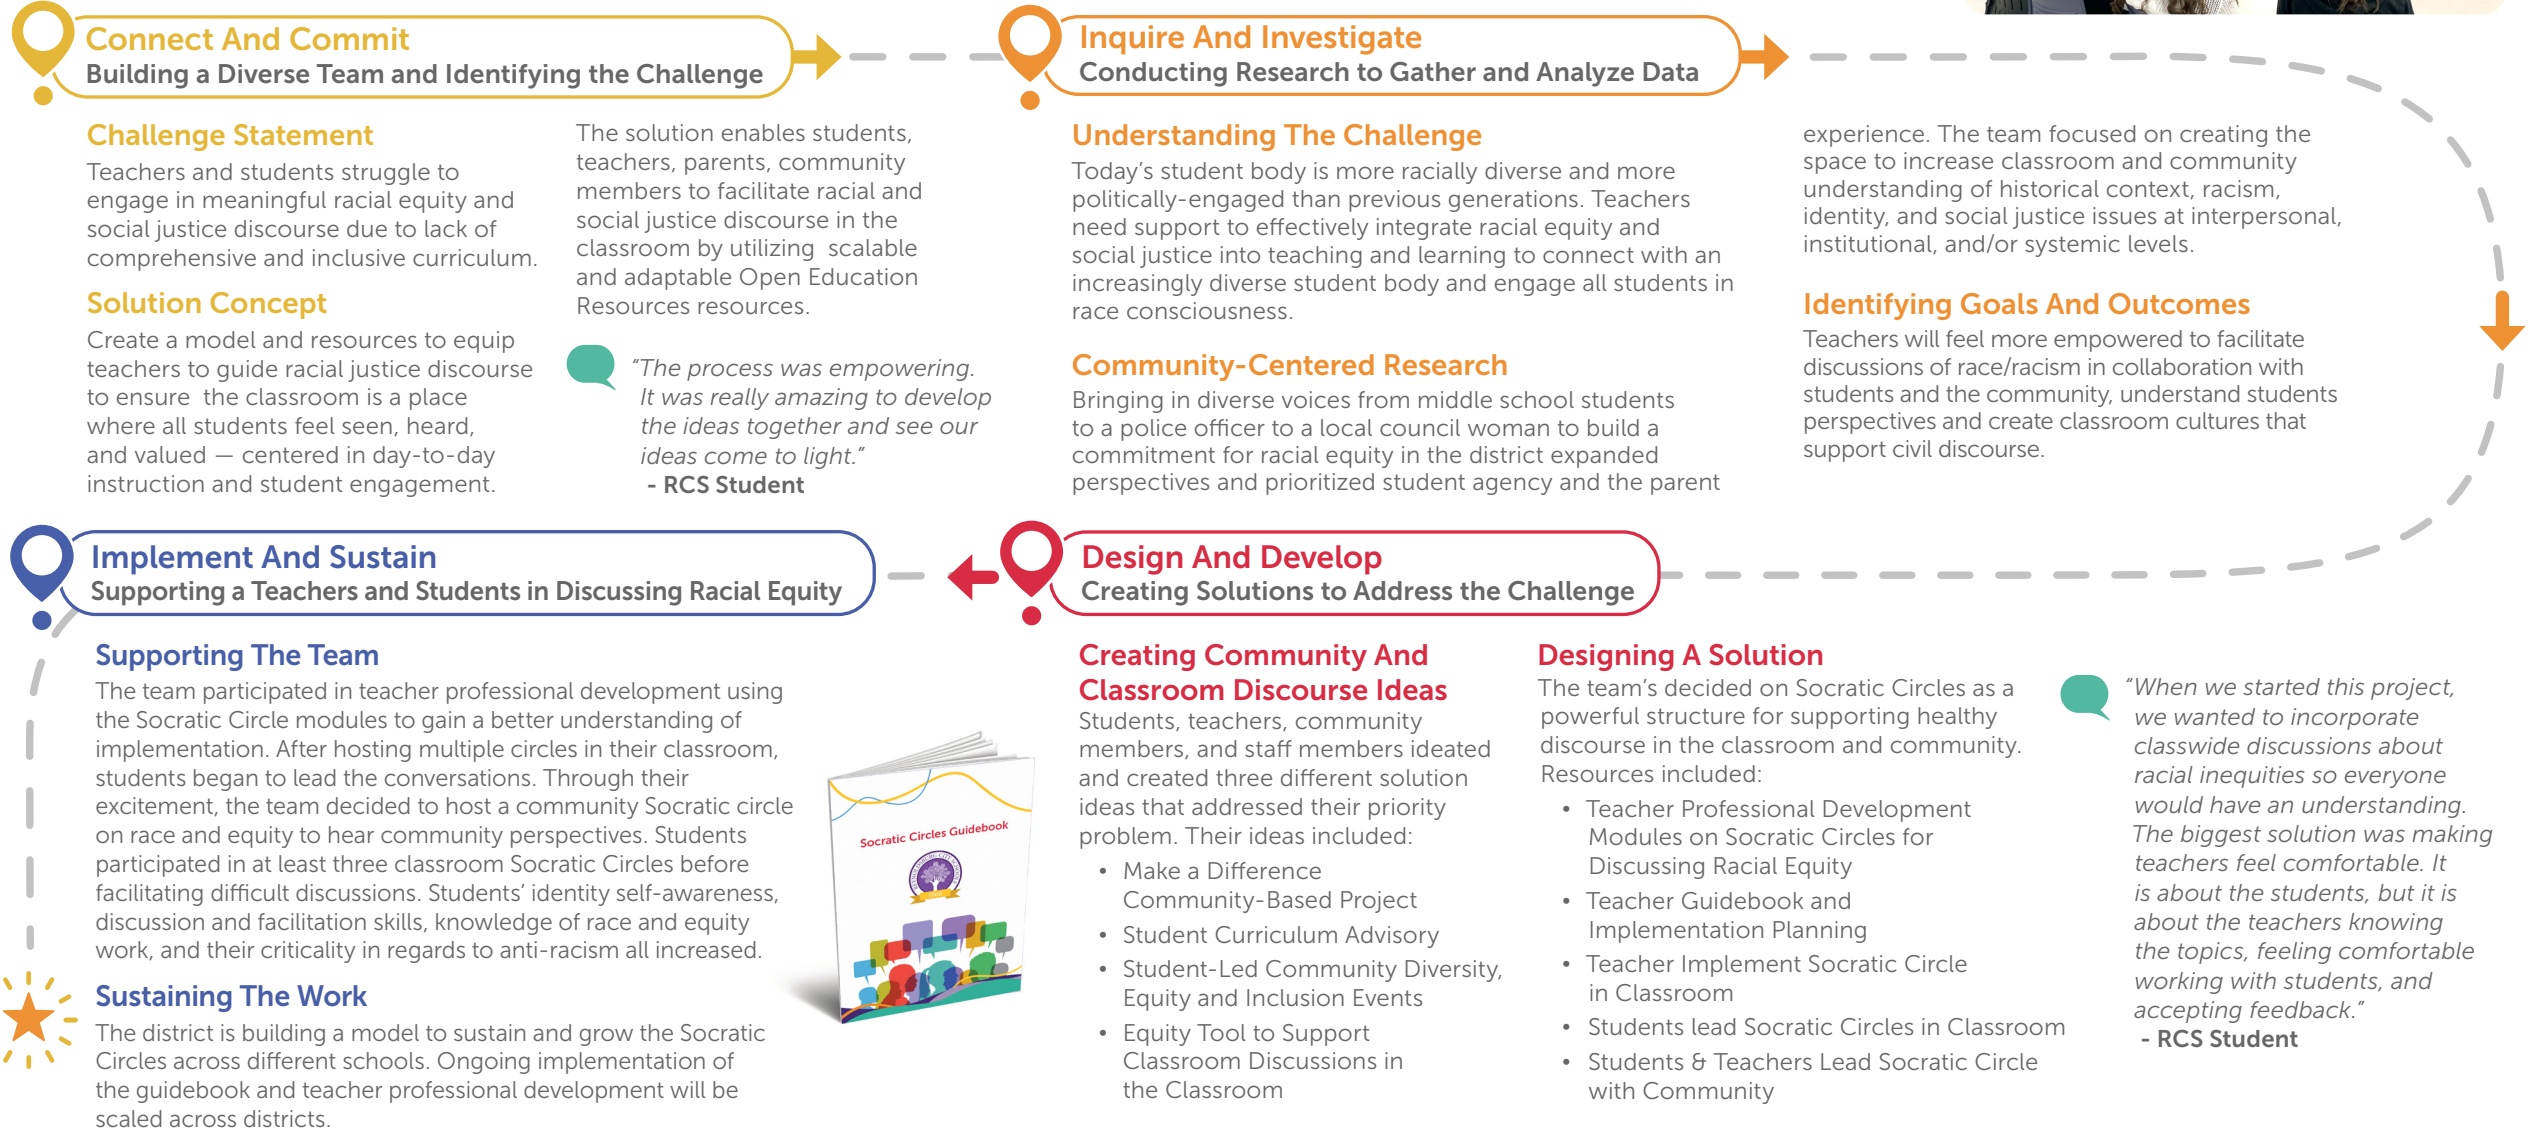 Connect And Commit
Building a Diverse Team and Identifying the Challenge
Challenge Statement
Teachers and students struggle to
engage in meaningful racial equity and
social justice discourse due to lack of
comprehensive and inclusive curriculum.
Solution Concept
Create a model and resources to equip
teachers to guide racial justice discourse
to ensure the classroom is a place
where all students feel seen, heard,
and valued — centered in day-to-day
instruction and student engagement.
The solution enables students,
teachers, parents, community
members to facilitate racial and
social justice discourse in the
classroom by utilizing scalable
and adaptable Open Education
Resources resources.
“The process was empowering.
It was really amazing to develop
the ideas together and see our
ideas come to light.”
- RCS Student
Inquire And Investigate
Conducting Research to Gather and Analyze Data
Understanding The Challenge
Today’s student body is more racially diverse and more
politically-engaged than previous generations. Teachers
need support to effectively integrate racial equity and
social justice into teaching and learning to connect with an
increasingly diverse student body and engage all students in
race consciousness.
Community-Centered Research
Bringing in diverse voices from middle school students
to a police officer to a local council woman to build a
commitment for racial equity in the district expanded
perspectives and prioritized student agency and the parent
experience. The team focused on creating the
space to increase classroom and community
understanding of historical context, racism,
identity, and social justice issues at interpersonal,
institutional, and/or systemic levels.
Identifying Goals And Outcomes
Teachers will feel more empowered to facilitate
discussions of race/racism in collaboration with
students and the community, understand students
perspectives and create classroom cultures that
support civil discourse.
Design And Develop
Creating Solutions to Address the Challenge
Creating Community And
Classroom Discourse Ideas
Students, teachers, community
members, and staff members ideated
and created three different solution
ideas that addressed their priority
problem. Their ideas included:
• Make a Difference
Community-Based Project
• Student Curriculum Advisory
• Student-Led Community Diversity,
Equity and Inclusion Events
• Equity Tool to Support
Classroom Discussions in
the Classroom
Designing A Solution
The team’s decided on Socratic Circles as a
powerful structure for supporting healthy
discourse in the classroom and community.
Resources included:
• Teacher Professional Development
Modules on Socratic Circles for
Discussing Racial Equity
• Teacher Guidebook and
Implementation Planning
• Teacher Implement Socratic Circle
in Classroom
• Students lead Socratic Circles in Classroom
• Students & Teachers Lead Socratic Circle
with Community
“When we started this project,
we wanted to incorporate
classwide discussions about
racial inequities so everyone
would have an understanding.
The biggest solution was making
teachers feel comfortable. It
is about the students, but it is
about the teachers knowing
the topics, feeling comfortable
working with students, and
accepting feedback.”
- RCS Student
Implement And Sustain
Supporting a Teachers and Students in Discussing Racial Equity
Supporting The Team
The team participated in teacher professional development using
the Socratic Circle modules to gain a better understanding of
implementation. After hosting multiple circles in their classroom,
students began to lead the conversations. Through their
excitement, the team decided to host a community Socratic circle
on race and equity to hear community perspectives. Students
participated in at least three classroom Socratic Circles before
facilitating difficult discussions. Students’ identity self-awareness,
discussion and facilitation skills, knowledge of race and equity
work, and their criticality in regards to anti-racism all increased.
Sustaining The Work
The district is building a model to sustain and grow the Socratic
Circles across different schools. Ongoing implementation of
the guidebook and teacher professional development will be
scaled across districts.
Socratic Circles Guidebook